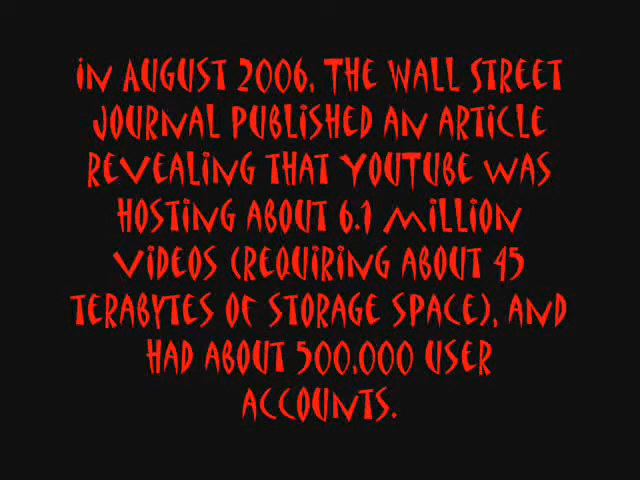 IN AUGUST 2006, THE WALL STREET
JOURNAL PUBLISHED AN ARTICLE
REVEALING THAT YOUTUBE WAS
HOSTING ABOUT 6.1 MILLION
VIDEOS (REQUIRING ABOUT 45
TERABYTES OF STORAGE SPACE), AND
HAD ABOUT 500,000 USER
ACCOUNTS.